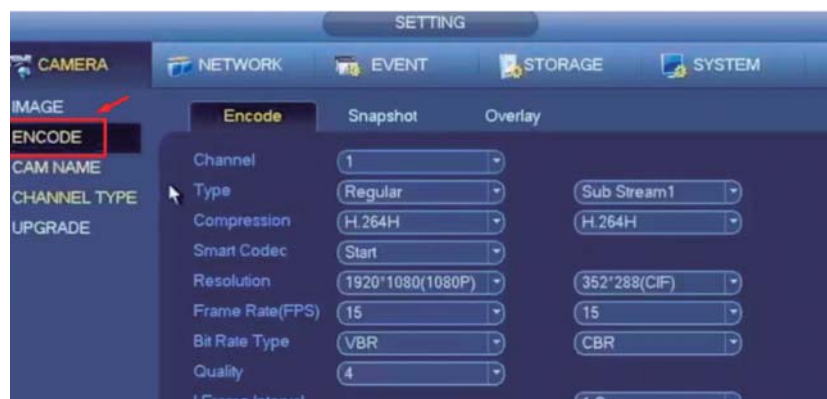 SETTING
CAMERA NETWORK EVENT STORAGE SYSTEM
IMAGE
ENCODE
CAM NAME
CHANNEL TYPE
UPGRADE
Encode Snapshot Overlay
Channel 1
Type Regular Sub Stream1
Compression H.264H H.264H
Smart Codec Start
Resolution 1920*1080(1080P) 352*288(CIF)
Frame Rate(FPS) 15 15
Bit Rate Type VBR CBR
Quality 4